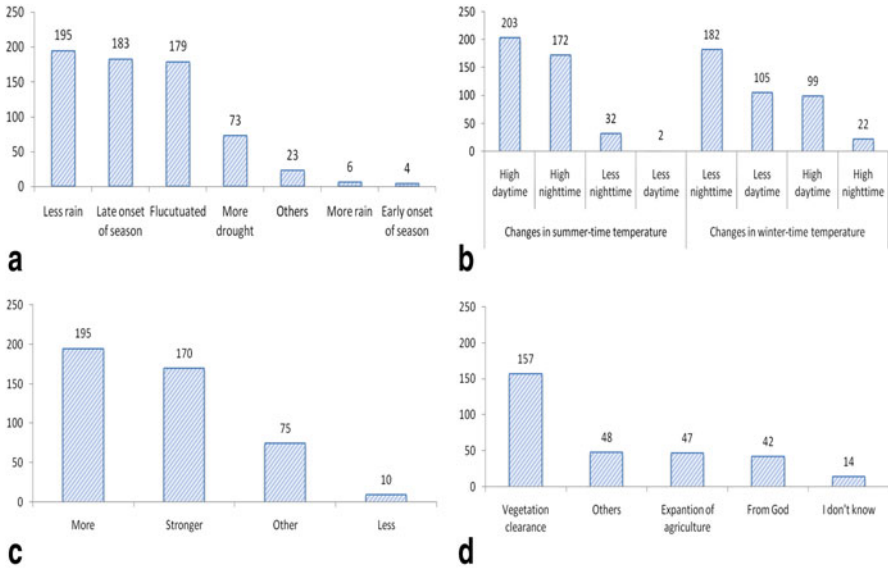 250
200
150
100
50
0
195
183
179
73
23
6
4
Less rain
Late onset
of season
Flucutuated
More
drought
Others
More rain
Early onset
of season
a
250
200
150
100
50
0
203
172
32
2
182
105
99
22
High
daytime
High
nighttime
Less
nighttime
Less
daytime
Less
nighttime
Less
daytime
High
daytime
High
nighttime
Changes in summer-time temperature
Changes in winter-time temperature
b
250
200
150
100
50
0
195
170
75
10
More
Stronger
Other
Less
c
250
200
150
100
50
0
157
48
47
42
14
Vegetation
clearance
Others
Expantion of
agriculture
From God
I don't know
d